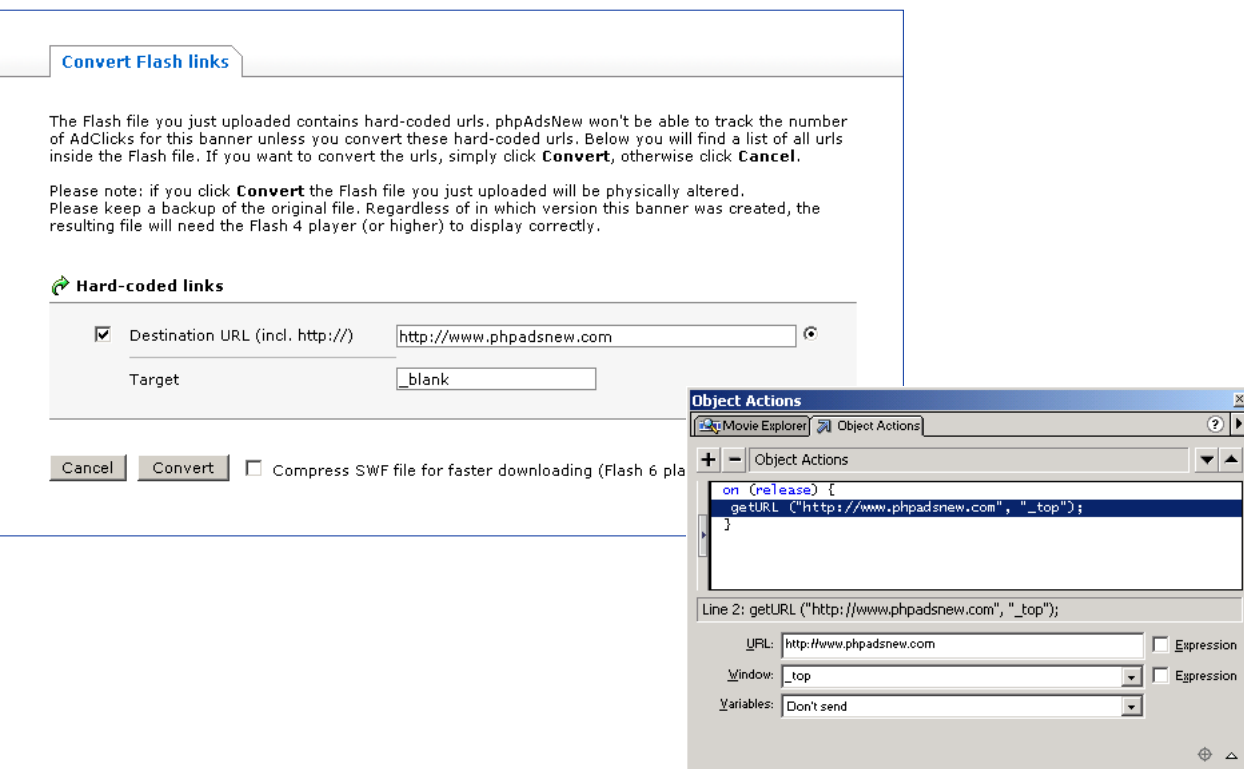 Convert Flash links
The Flash file you just uploaded contains hard-coded urls. phpAdsNew won't be able to track the number
of AdClicks for this banner unless you convert these hard-coded urls. Below you will find a list of all urls
inside the Flash file. If you want to convert the urls, simply click Convert, otherwise click Cancel.
Please note: if you click Convert the Flash file you just uploaded will be physically altered.
Please keep a backup of the original file. Regardless of in which version this banner was created, the
resulting file will need the Flash 4 player (or higher) to display correctly.
Hard-coded links
Destination URL (incl. http://) http://www.phpadsnew.com
Target _blank
Cancel Convert Compress SWF file for faster downloading (Flash 6 pla
Object Actions
Movie Explorer Object Actions ?
+ - Object Actions
on (release) {
getURL ("http://www.phpadsnew.com", "_top");
}
Line 2: getURL ("http://www.phpadsnew.com", "_top");
URL: http://www.phpadsnew.com Expression
Window: _top Expression
Variables: Don't send